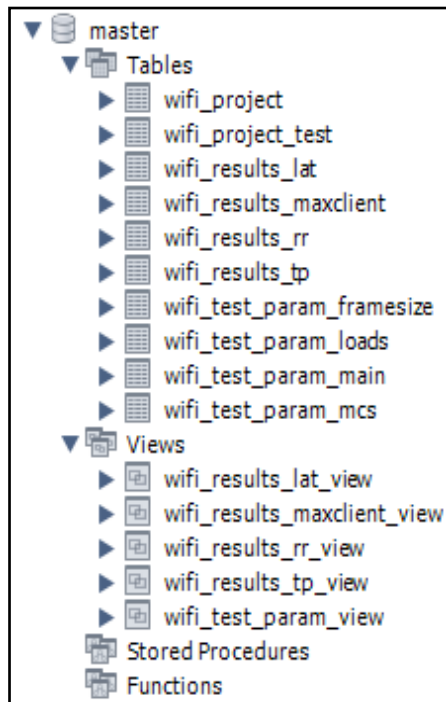 master
Tables
wifi_project
wifi_project_test
wifi_results_lat
wifi_results_maxclient
wifi_results_rr
wifi_results_tp
wifi_test_param_framesize
wifi_test_param_loads
wifi_test_param_main
wifi_test_param_mcs
Views
wifi_results_lat_view
wifi_results_maxclient_view
wifi_results_rr_view
wifi_results_tp_view
wifi_test_param_view
Stored Procedures
Functions